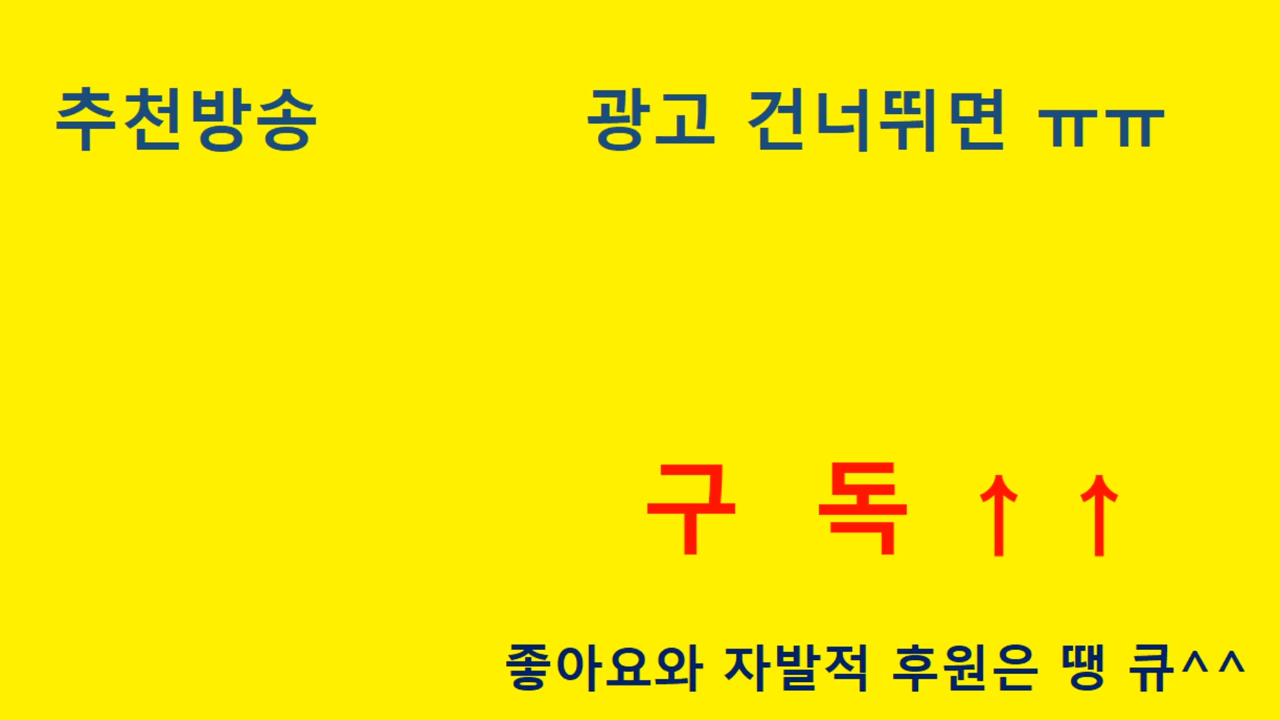 추천방송
광고 건너뛰면 ㅠㅠ
구 독 ↑ ↑
좋아요와 자발적 후원은 땡 큐^^